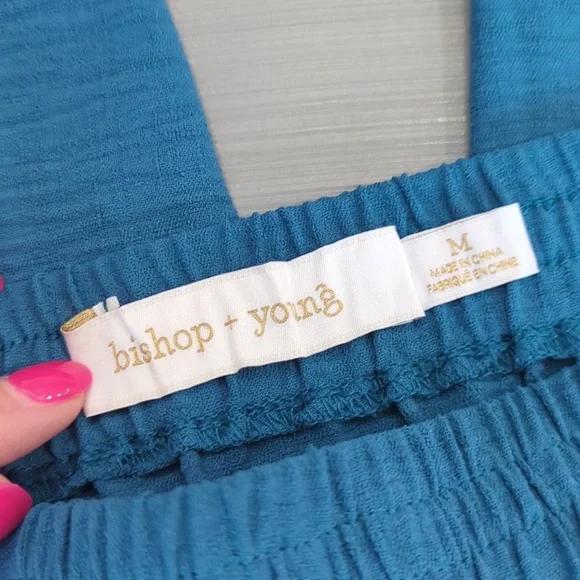 bishop + young
M
MADE IN CHINA
FABRIQUÉ EN CHINE